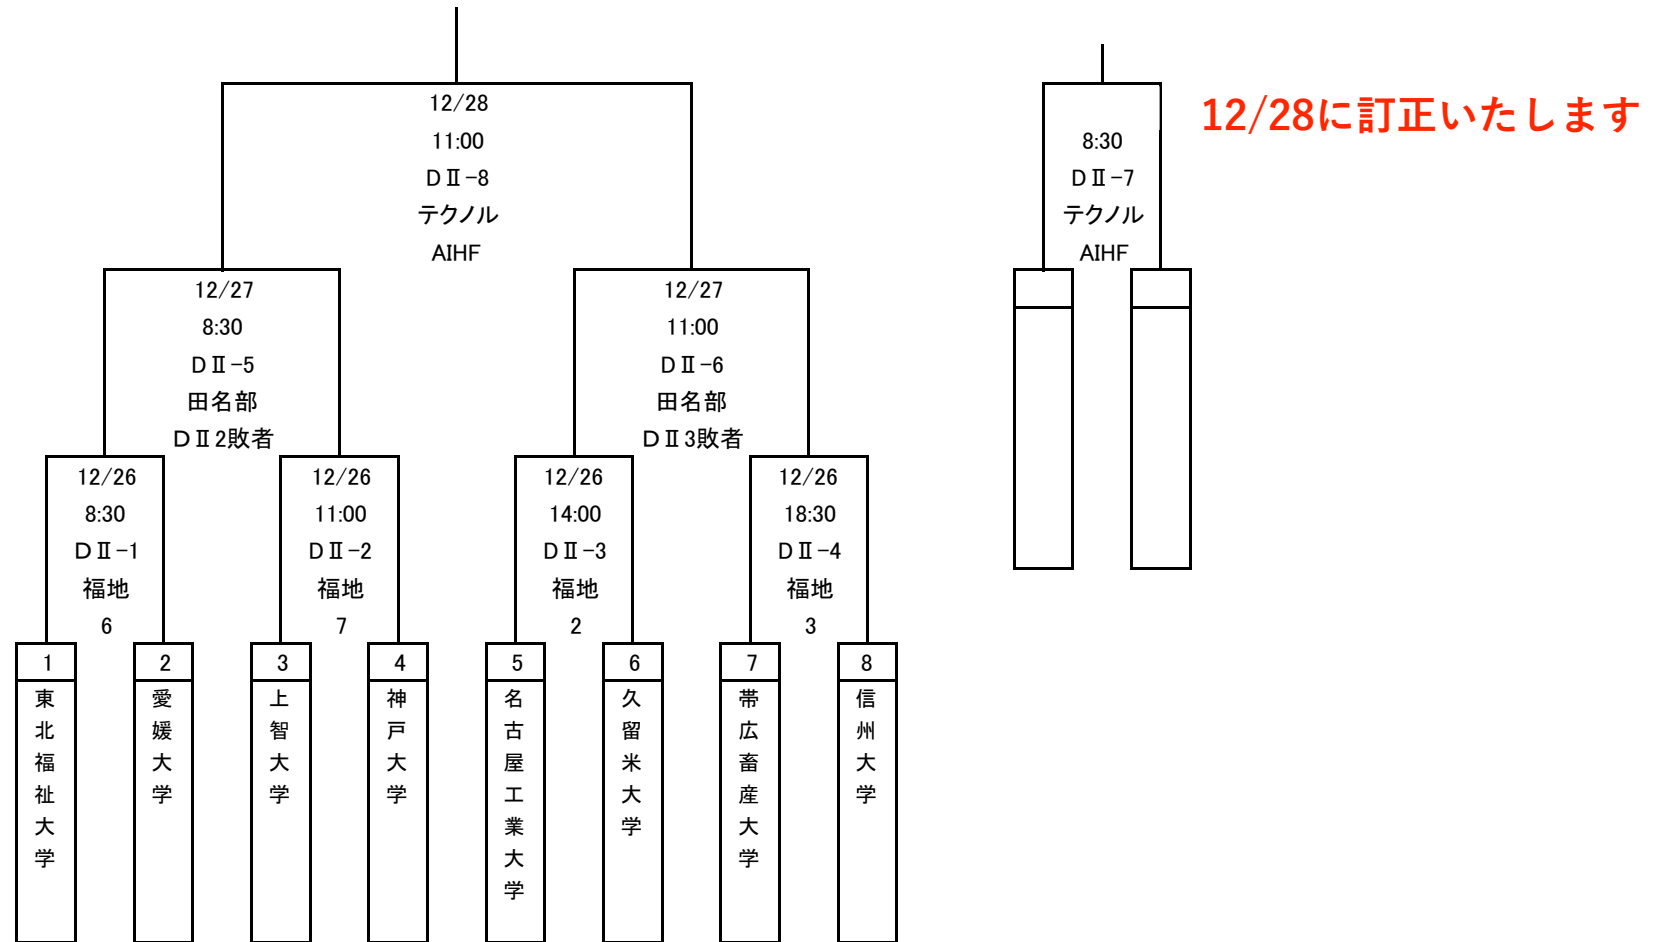 12/28
11:00
DⅡ-8
テクノル
AIHF
12/28に訂正いたします
8:30
DⅡ-7
テクノル
AIHF
12/27
8:30
DⅡ-5
田名部
DⅡ2敗者
12/27
11:00
DⅡ-6
田名部
DⅡ3敗者
12/26
8:30
DⅡ-1
福地
6
12/26
11:00
DⅡ-2
福地
7
12/26
14:00
DⅡ-3
福地
2
12/26
18:30
DⅡ-4
福地
3
1
東北福祉大学
2
愛媛大学
3
上智大学
4
神戸大学
5
名古屋工業大学
6
久留米大学
7
帯広畜産大学
8
信州大学